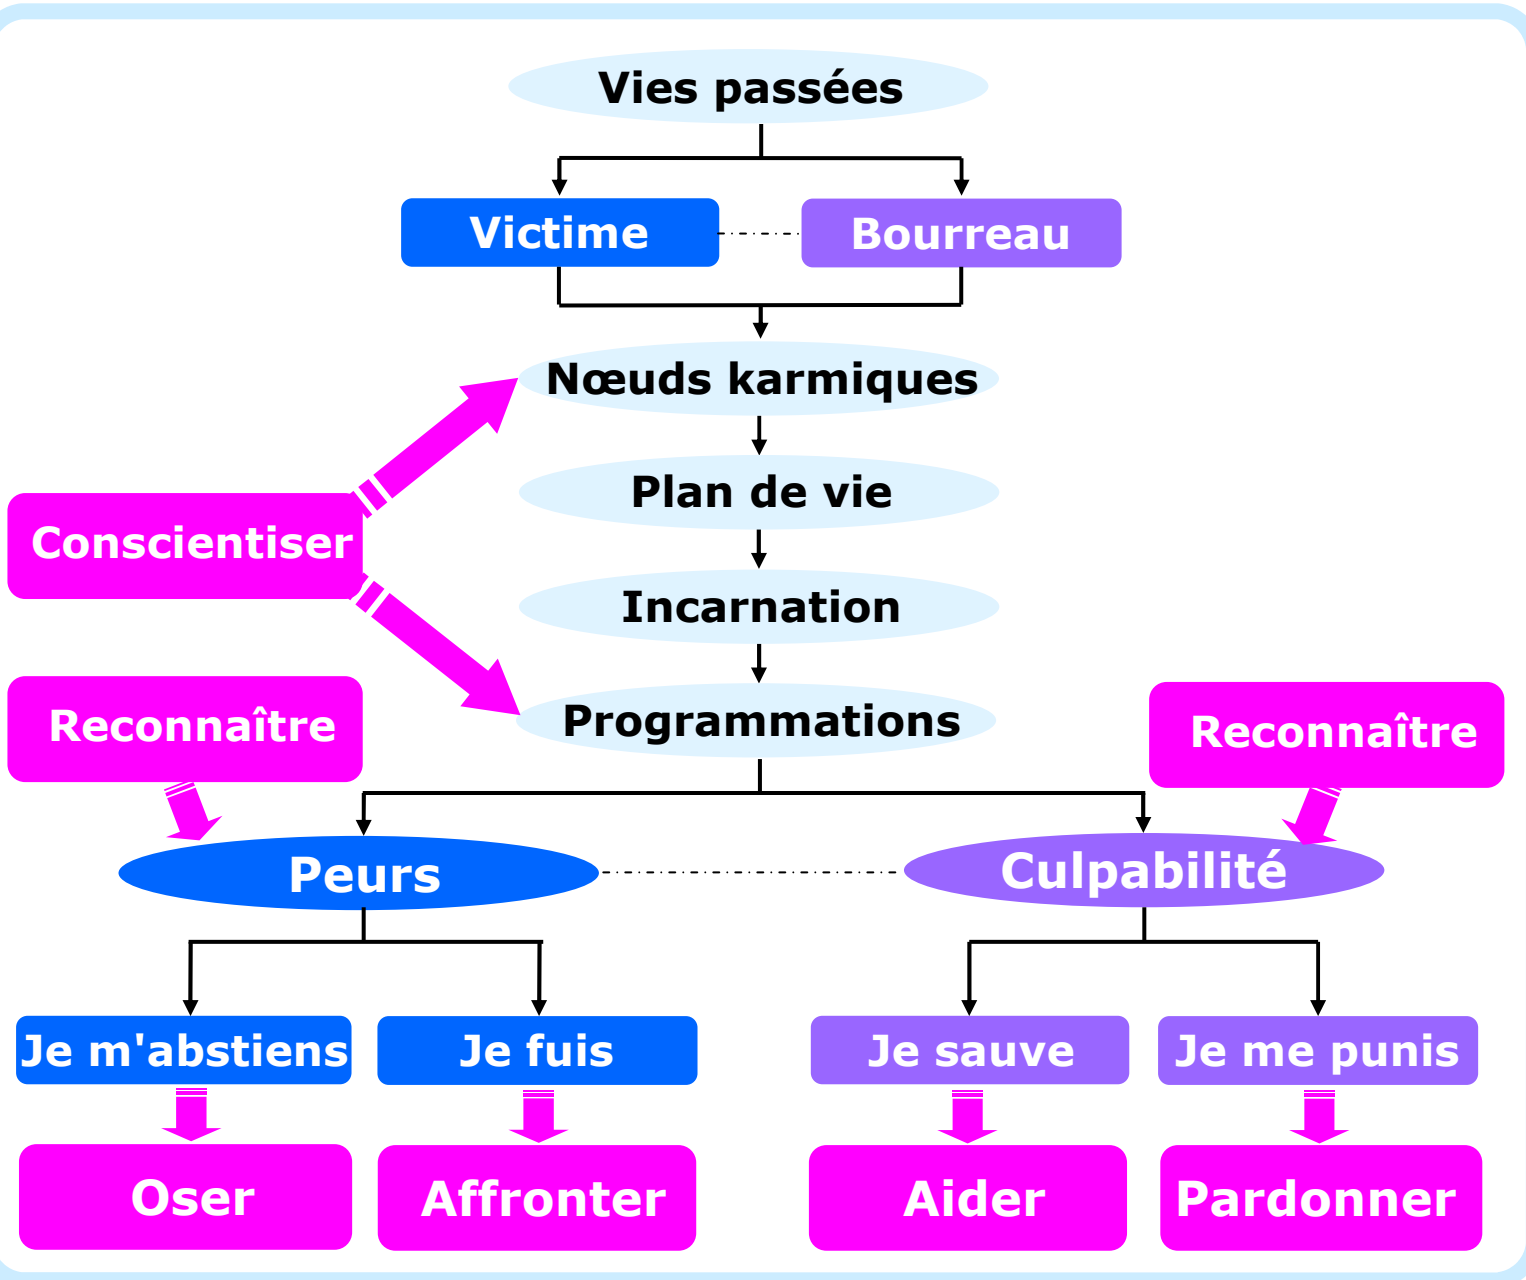 Vies passées
Victime
Bourreau
Nœuds karmiques
Plan de vie
Conscientiser
Incarnation
Programmations
Reconnaître
Reconnaître
Peurs
Culpabilité
Je m'abstiens
Je fuis
Je sauve
Je me punis
Oser
Affronter
Aider
Pardonner